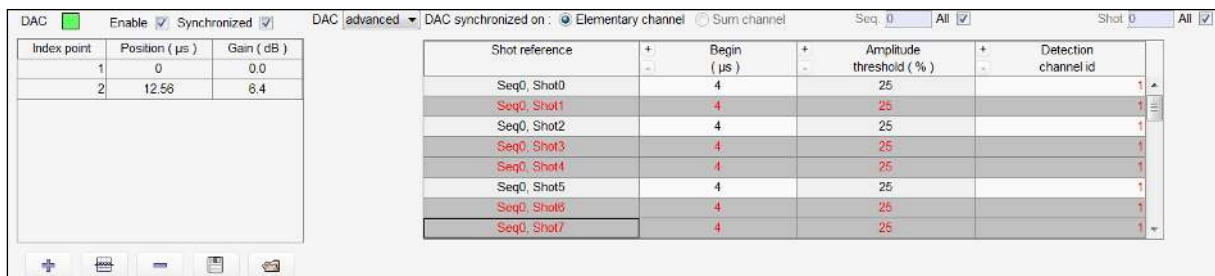 DAC Enable Synchronized DAC advanced DAC synchronized on : Elementary channel Sum channel Seq. 0 All Shot 0 All
Index point Position ( µs ) Gain ( dB )
1 0 0.0
2 12.56 6.4
Shot reference + - Begin ( µs ) + - Amplitude threshold ( % ) + - Detection channel id
Seq0, Shot0 4 25 1
Seq0, Shot1 4 25 1
Seq0, Shot2 4 25 1
Seq0, Shot3 4 25 1
Seq0, Shot4 4 25 1
Seq0, Shot5 4 25 1
Seq0, Shot6 4 25 1
Seq0, Shot7 4 25 1